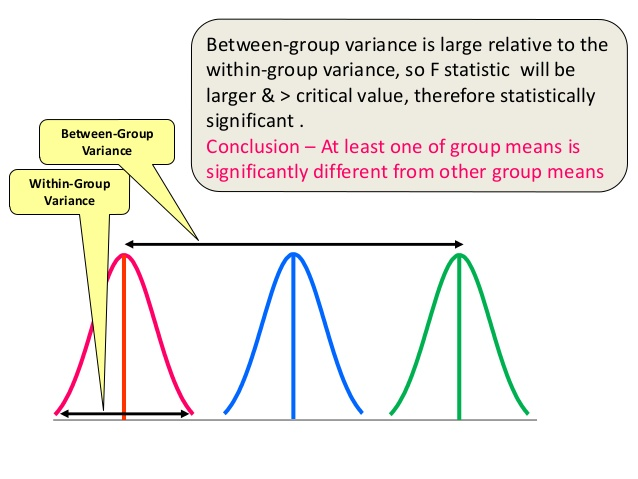 Between-group variance is large relative to the
within-group variance, so F statistic will be
larger & > critical value, therefore statistically
significant .
Conclusion – At least one of group means is
significantly different from other group means
Between-Group
Variance
Within-Group
Variance